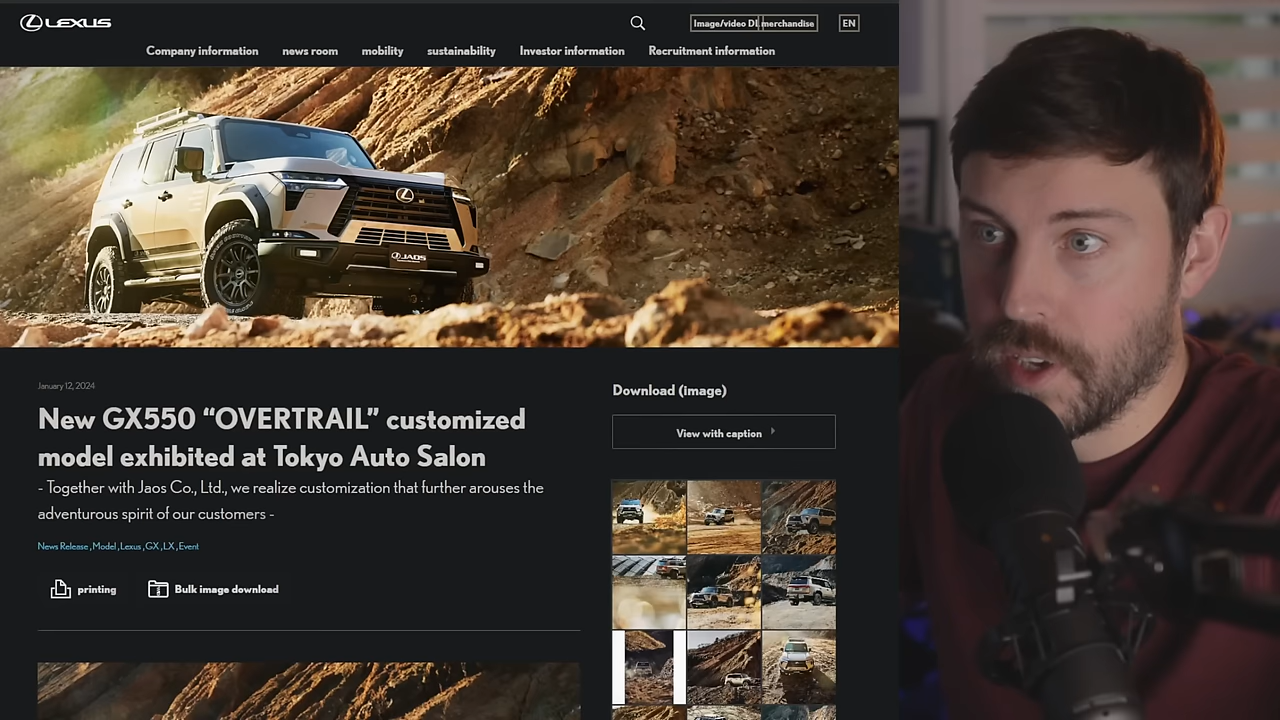 LEXUS
Image/video Dl
merchandise
EN
Company information
news room
mobility
sustainability
Investor information
Recruitment information
JAOS
January 12, 2024
New GX550 “OVERTRAIL” customized
model exhibited at Tokyo Auto Salon
- Together with Jaos Co., Ltd., we realize customization that further arouses the
adventurous spirit of our customers -
News Release , Model , Lexus , GX , LX , Event
printing
Bulk image download
Download (image)
View with caption